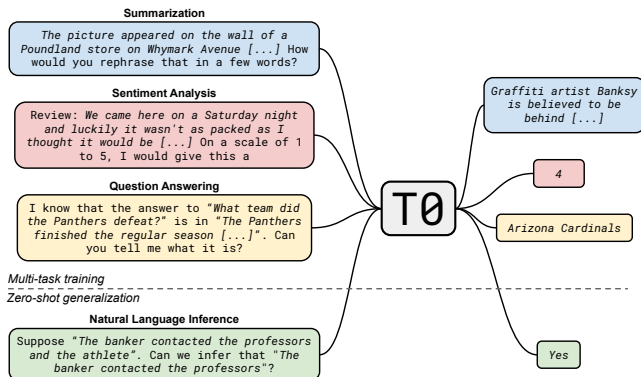 Summarization
The picture appeared on the wall of a
Poundland store on Whymark Avenue [...] How
would you rephrase that in a few words?
Sentiment Analysis
Review: We came here on a Saturday night
and luckily it wasn't as packed as I
thought it would be [...] On a scale of 1
to 5, I would give this a
Question Answering
I know that the answer to “What team did
the Panthers defeat?” is in “The Panthers
finished the regular season [...]”. Can
you tell me what it is?
Multi-task training
Zero-shot generalization
Natural Language Inference
Suppose “The banker contacted the professors
and the athlete”. Can we infer that "The
banker contacted the professors"?
T0
Graffiti artist Banksy
is believed to be
behind [...]
4
Arizona Cardinals
Yes